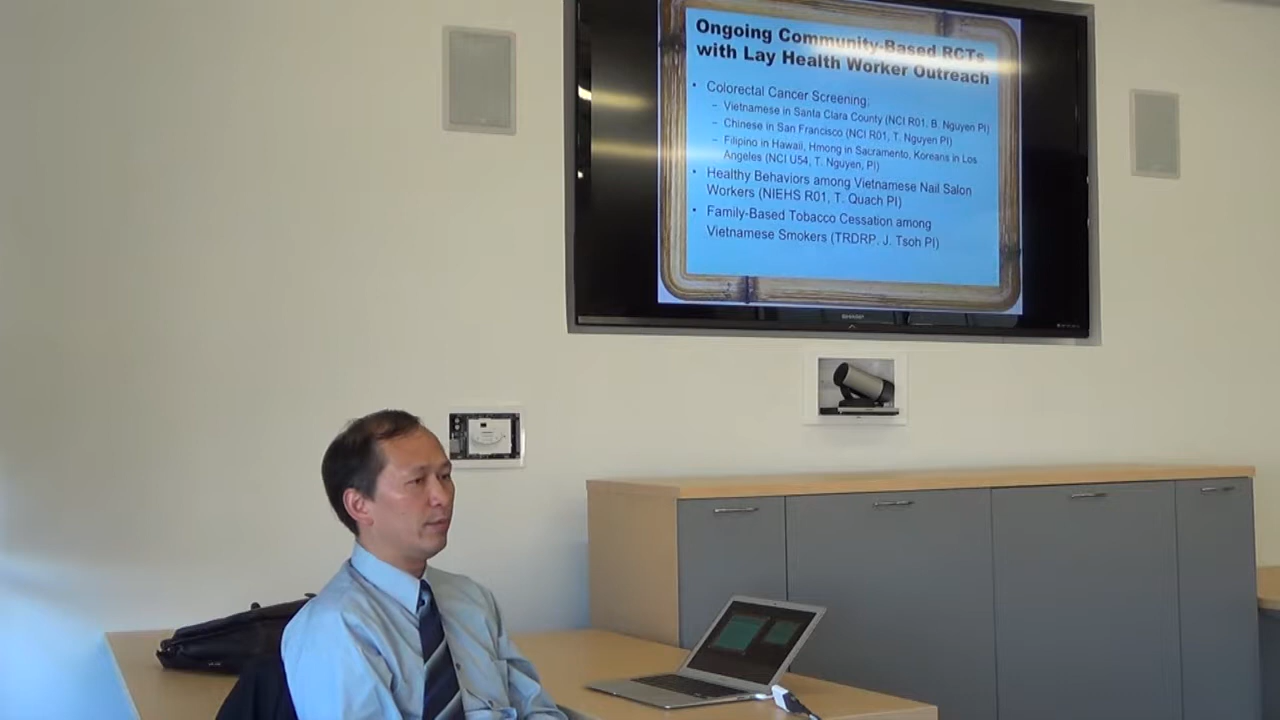 Ongoing Community-Based RCTs
with Lay Health Worker Outreach
• Colorectal Cancer Screening;
– Vietnamese in Santa Clara County (NCI R01, B. Nguyen PI)
– Chinese in San Francisco (NCI R01, T. Nguyen PI)
– Filipino in Hawaii, Hmong in Sacramento, Koreans in Los
Angeles (NCI U54, T. Nguyen, PI)
• Healthy Behaviors among Vietnamese Nail Salon
Workers (NIEHS R01, T. Quach PI)
• Family-Based Tobacco Cessation among
Vietnamese Smokers (TRDRP, J. Tsoh PI)
SHARP